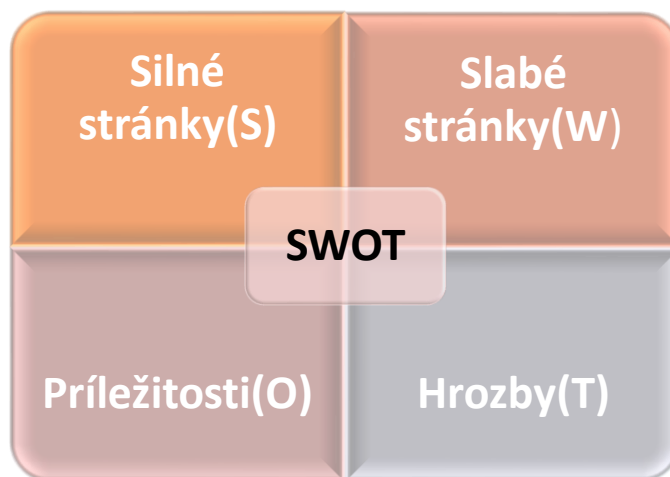 Silné
stránky(S)
Slabé
stránky(W)
SWOT
Príležitosti(O)
Hrozby(T)